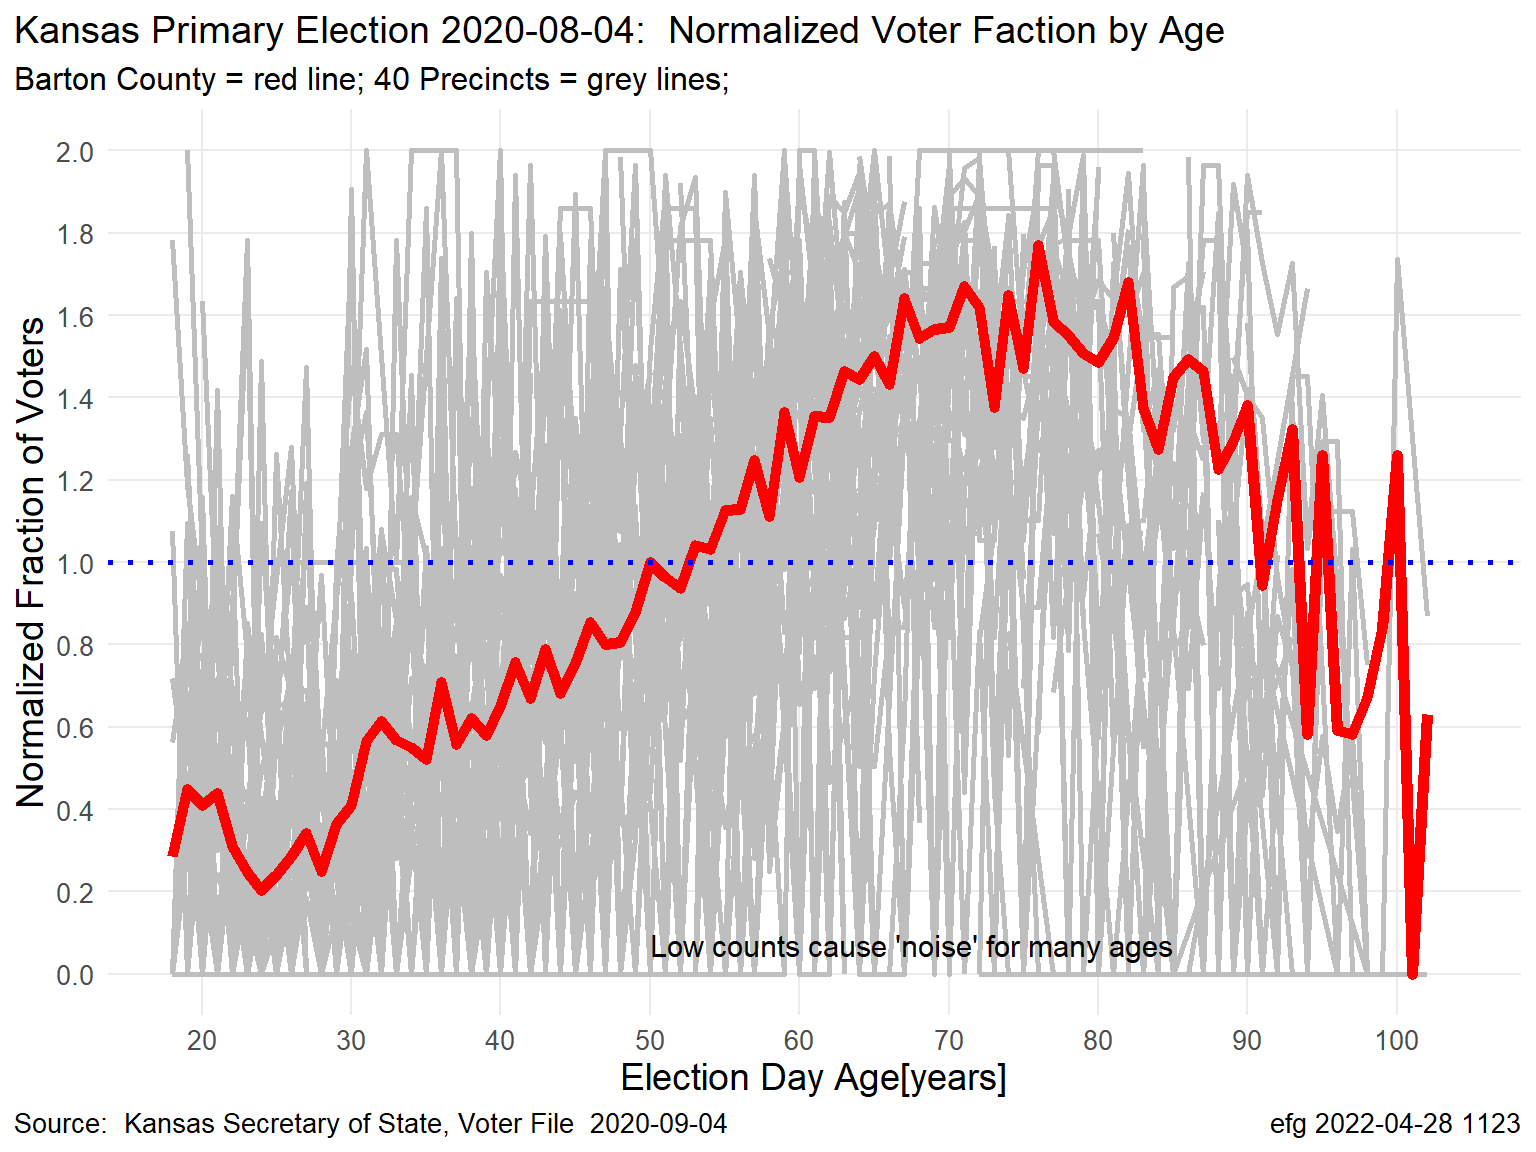 Kansas Primary Election 2020-08-04:  Normalized Voter Faction by Age
Barton County = red line; 40 Precincts = grey lines;
Normalized Fraction of Voters
2.0
1.8
1.6
1.4
1.2
1.0
0.8
0.6
0.4
0.2
0.0
Low counts cause 'noise' for many ages
20 30 40 50 60 70 80 90 100
Election Day Age[years]
Source:  Kansas Secretary of State, Voter File  2020-09-04
efg 2022-04-28 1123